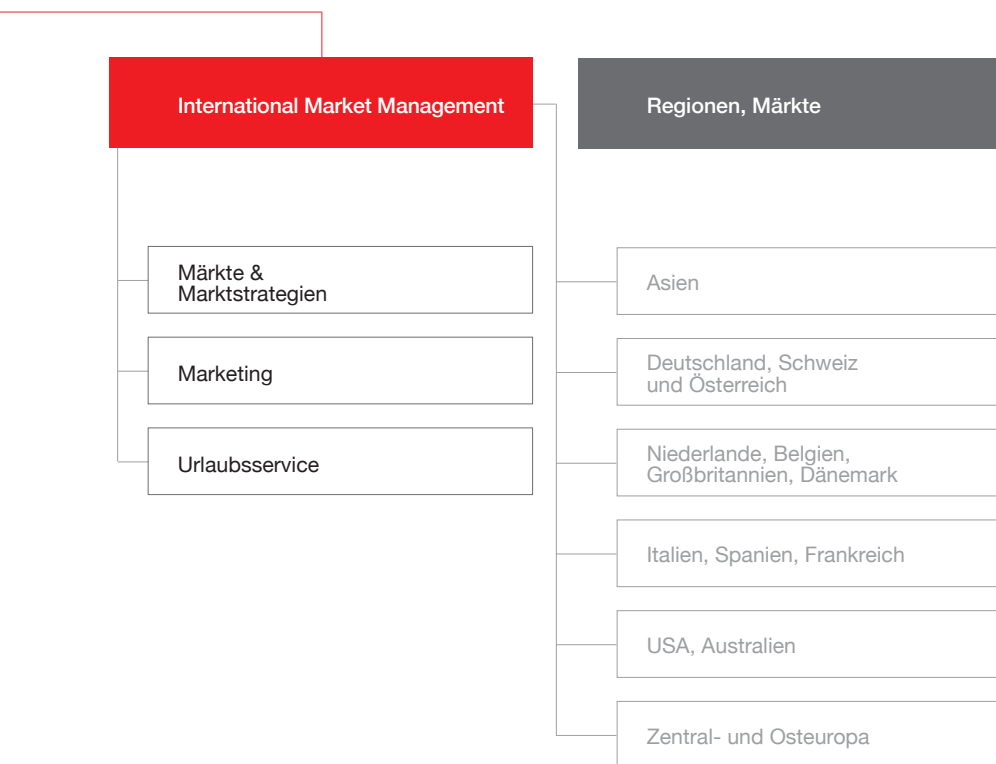 International Market Management
Regionen, Märkte
Märkte &
Marktstrategien
Marketing
Urlaubsservice
Asien
Deutschland, Schweiz
und Österreich
Niederlande, Belgien,
Großbritannien, Dänemark
Italien, Spanien, Frankreich
USA, Australien
Zentral- und Osteuropa